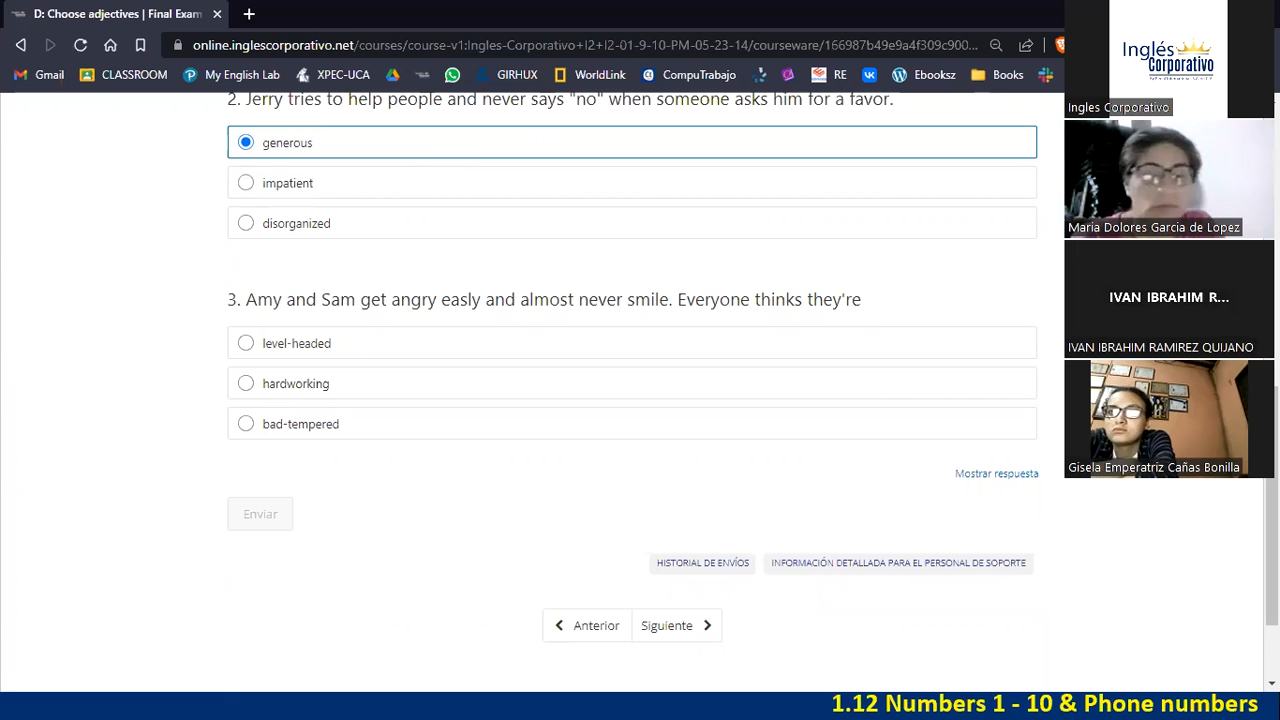 D: Choose adjectives | Final Exam
online.inglescorporativo.net/courses/course-v1:Ingles-Corporativo+I2+I2-01-9-10-PM-05-23-14/courseware/166987b49e9a4f309c900...
Gmail CLASSROOM My English Lab XPEC-UCA GIRHUX WorldLink CompuTrabajo RE VK Ebooksz Books
2. Jerry tries to help people and never says "no" when someone asks him for a favor.
generous
impatient
disorganized
3. Amy and Sam get angry easly and almost never smile. Everyone thinks they're
level-headed
hardworking
bad-tempered
Mostrar respuesta
Enviar
HISTORIAL DE ENVÍOS
INFORMACIÓN DETALLADA PARA EL PERSONAL DE SOPORTE
Anterior
Siguiente
Inglés
Corporativo
Ingles Corporativo
Maria Dolores Garcia de Lopez
IVAN IBRAHIM R...
IVAN IBRAHIM RAMIREZ QUIJANO
Gisela Emperatriz Cañas Bonilla
1.12 Numbers 1 - 10 & Phone numbers